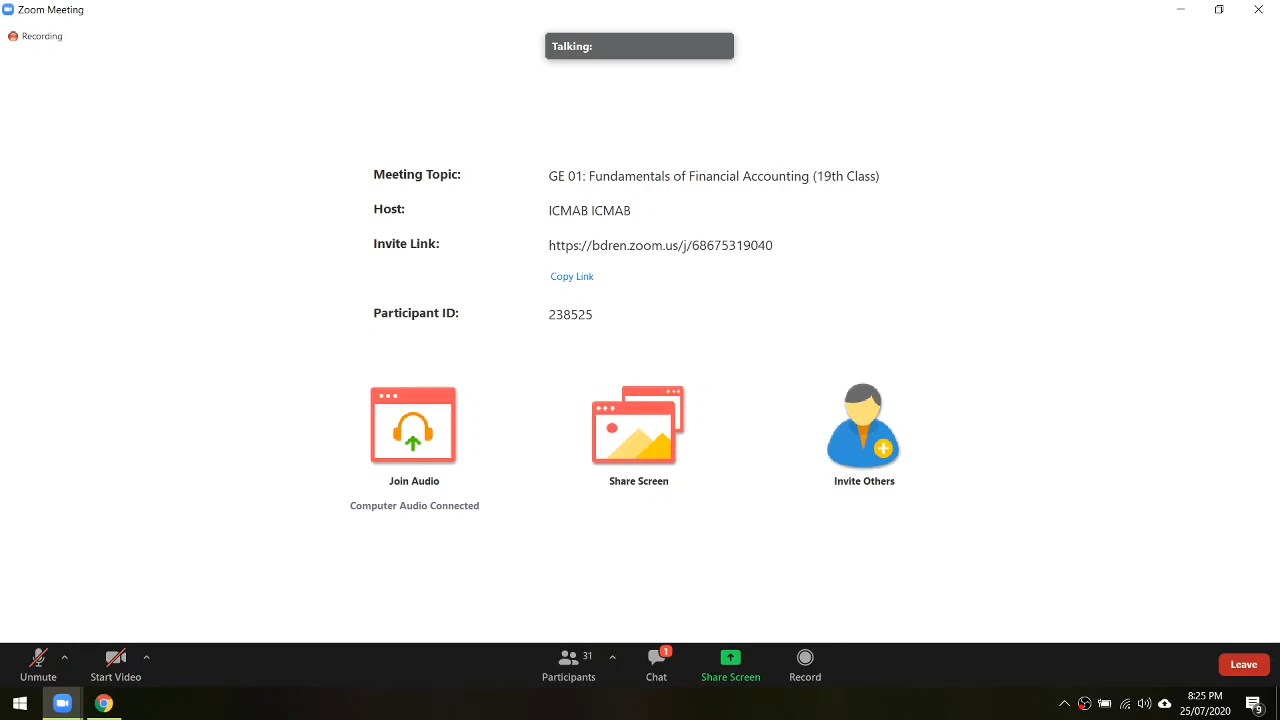 Zoom Meeting
Recording
Talking:
Meeting Topic: GE 01: Fundamentals of Financial Accounting (19th Class)
Host: ICMAB ICMAB
Invite Link: https://bdren.zoom.us/j/68675319040
Copy Link
Participant ID: 238525
Join Audio Share Screen Invite Others
Computer Audio Connected
31 1
Unmute Start Video Participants Chat Share Screen Record Leave
8:25 PM
25/07/2020 9